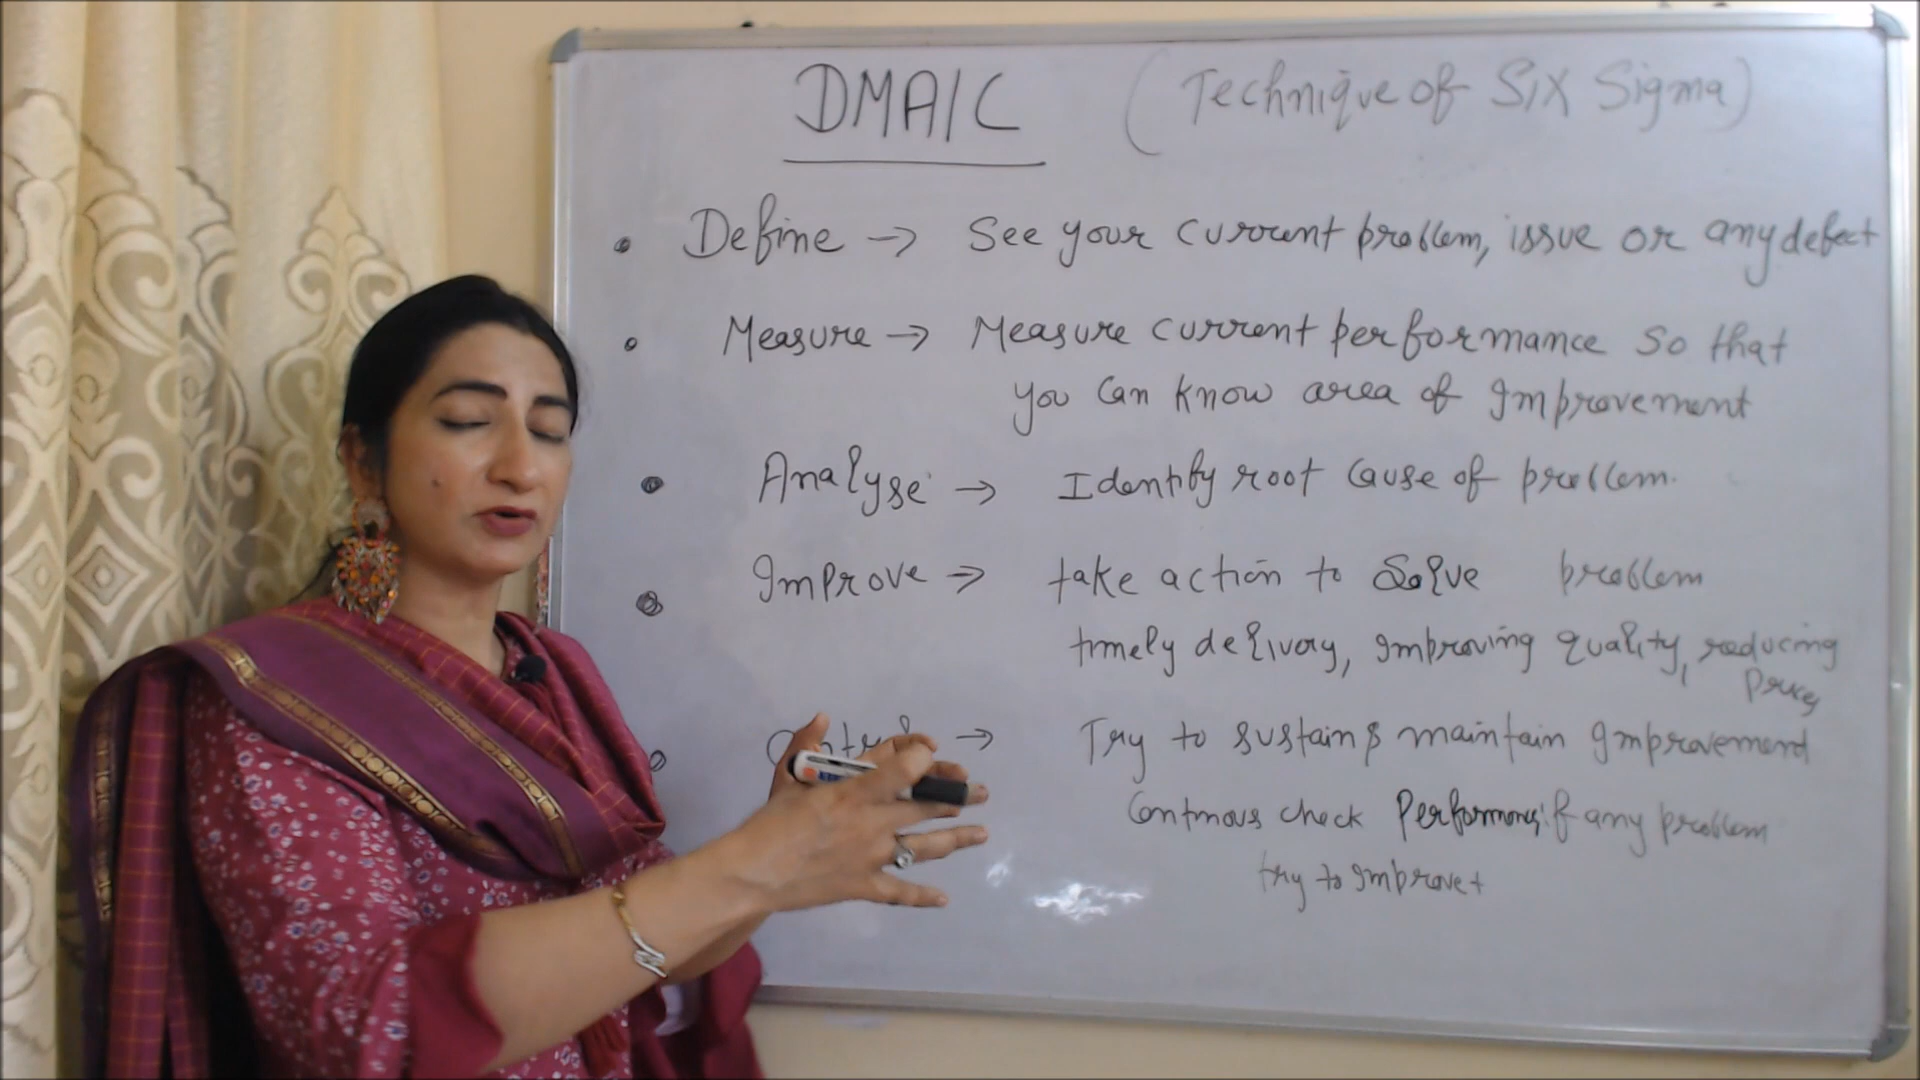 DMAIC (Technique of Six Sigma)
• Define → See your current problem, issue or any defect
• Measure → Measure current performance so that
you can know area of Improvement
• Analyse → Identify root cause of problem.
• Improve → take action to Solve problem
timely delivery, improving quality, reducing
prices
• → Try to sustain & maintain Improvement
Continous check Performance, if any problem
try to improve it